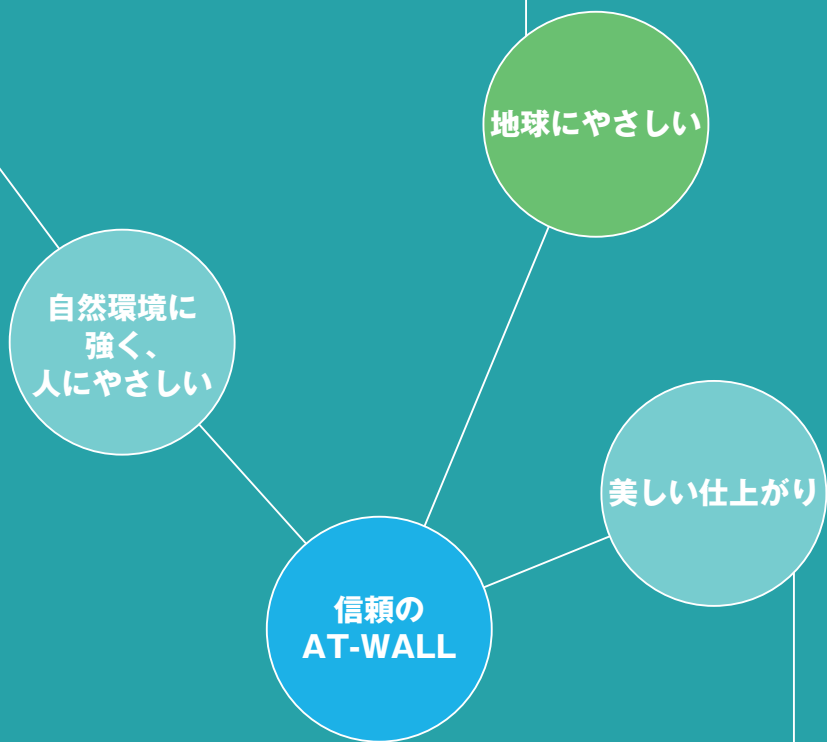 地球にやさしい
自然環境に
強く、
人にやさしい
美しい仕上がり
信頼の
AT-WALL